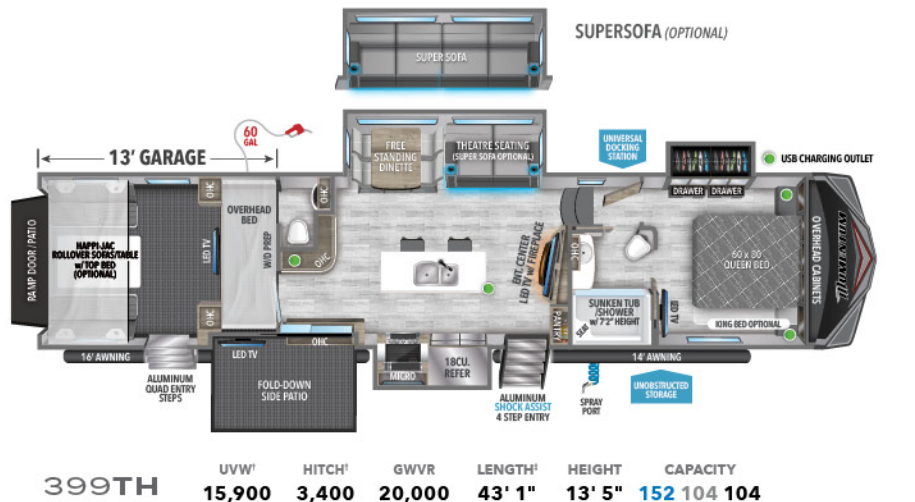 SUPERSOFA (OPTIONAL)
SUPER SOFA
60
GAL
13' GARAGE
FREE
STANDING
DINETTE
THEATRE SEATING
(SUPER SOFA OPTIONAL)
UNIVERSAL
DOCKING
STATION
USB CHARGING OUTLET
DRAWER
DRAWER
OHC
OHC
OVERHEAD
BED
W/D PREP
OHC
RAMP DOOR / PATIO
HAPPI-JAC
ROLLOVER SOFAS/TABLE
w/TOP BED
(OPTIONAL)
LED TV
OHC
ENT. CENTER
LED TV w/ FIREPLACE
OHC
60 x 80
QUEEN BED
OVERHEAD CABINETS
MOMENTUM
SUNKEN TUB
/SHOWER
w/ 7'2" HEIGHT
SEAT
LED TV
KING BED OPTIONAL
PANTRY
OHC
16' AWNING
LED TV
14' AWNING
MICRO
18CU.
REFER
ALUMINUM
QUAD ENTRY
STEPS
FOLD-DOWN
SIDE PATIO
ALUMINUM
SHOCK ASSIST
4 STEP ENTRY
SPRAY
PORT
UNOBSTRUCTED
STORAGE
399TH
UVW† HITCH† GWVR LENGTH‡ HEIGHT CAPACITY
15,900 3,400 20,000 43' 1" 13' 5" 152 104 104